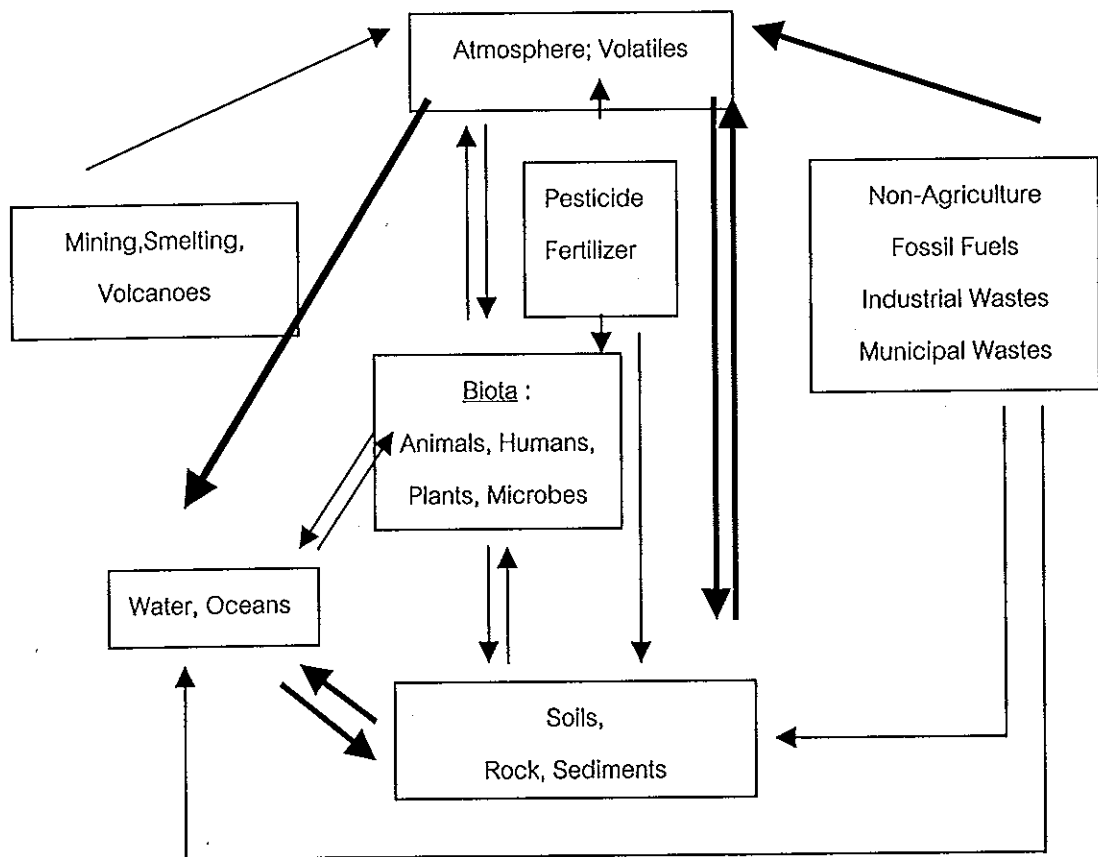 Atmosphere; Volatiles
Mining,Smelting,
Volcanoes
Pesticide
Fertilizer
Non-Agriculture
Fossil Fuels
Industrial Wastes
Municipal Wastes
Biota :
Animals, Humans,
Plants, Microbes
Water, Oceans
Soils,
Rock, Sediments